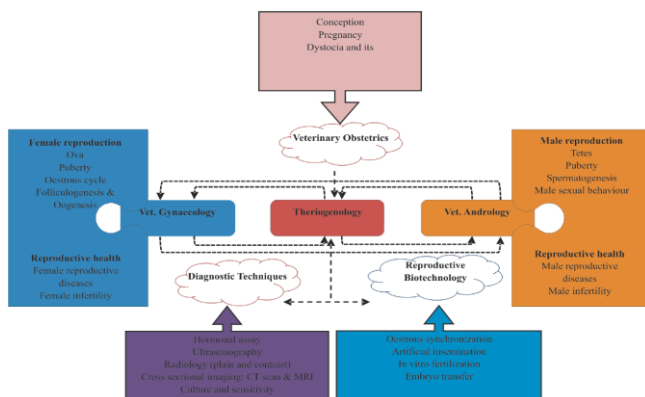 Conception
Pregnancy
Dystocia and its
Veterinary Obstetrics
Female reproduction
Ova
Puberty
Oestrous cycle
Folliculogenesis &
Oogenesis
Reproductive health
Female reproductive
diseases
Female infertility
Vet. Gynaecology
Theriogenology
Vet. Andrology
Male reproduction
Tetes
Puberty
Spermatogenesis
Male sexual behaviour
Reproductive health
Male reproductive
diseases
Male infertility
Diagnostic Techniques
Reproductive
Biotechnology
Hormonal assay
Ultrasonography
Radiology (plain and contrast)
Cross-sectional imaging: CT scan & MRI
Culture and sensitivity
Oestrous synchronization
Artificial insemination
In vitro fertilization
Embryo transfer